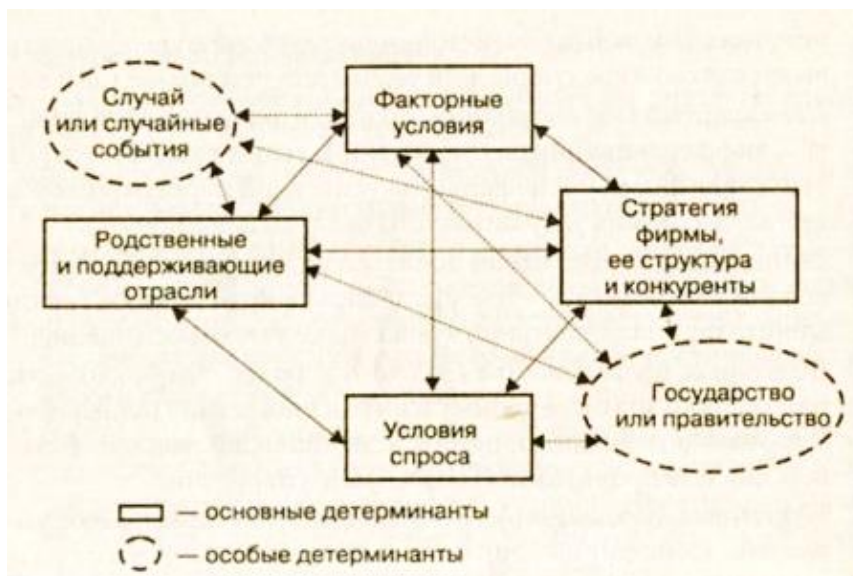 Случай
или случайные
события
Факторные
условия
Родственные
и поддерживающие
отрасли
Стратегия
фирмы,
ее структура
и конкуренты
Условия
спроса
Государство
или правительство
— основные детерминанты
— особые детерминанты